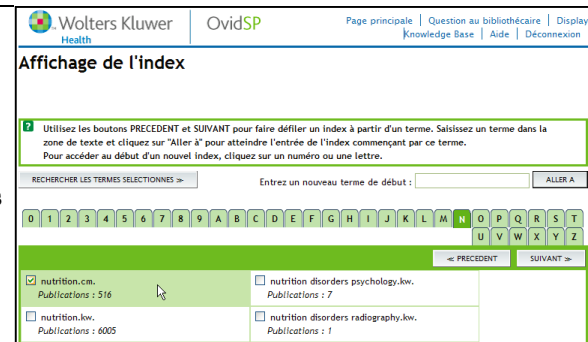 Wolters Kluwer
Health
OvidSP
Page principale | Question au bibliothécaire | Display
Knowledge Base | Aide | Déconnexion
Affichage de l'index
? Utilisez les boutons PRECEDENT et SUIVANT pour faire défiler un index à partir d'un terme. Saisissez un terme dans la
zone de texte et cliquez sur "Aller à" pour atteindre l'entrée de l'index commençant par ce terme.
Pour accéder au début d'un nouvel index, cliquez sur un numéro ou une lettre.
RECHERCHER LES TERMES SELECTIONNES >>
Entrez un nouveau terme de début :
ALLER A
0 1 2 3 4 5 6 7 8 9 A B C D E F G H I J K L M N O P Q R S T
U V W X Y Z
<< PRECEDENT
SUIVANT >>
nutrition.cm.
Publications : 516
nutrition disorders psychology.kw.
Publications : 7
nutrition.kw.
Publications : 6005
nutrition disorders radiography.kw.
Publications : 1